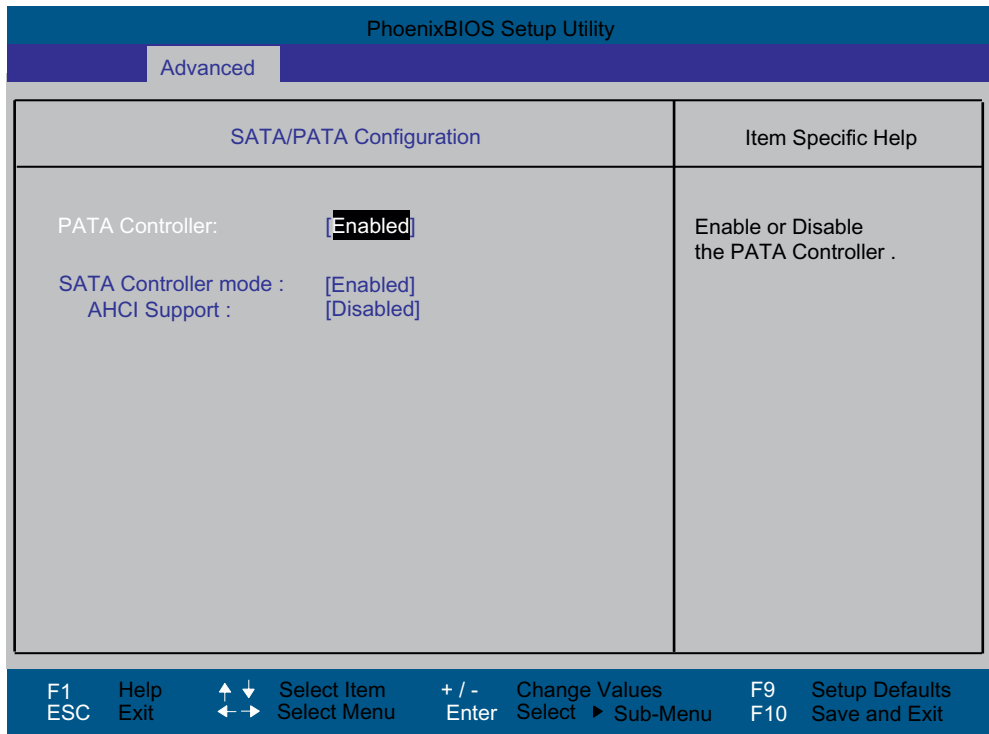 PhoenixBIOS Setup Utility
Advanced
SATA/PATA Configuration
Item Specific Help
PATA Controller: [Enabled]
SATA Controller mode : [Enabled]
AHCI Support : [Disabled]
Enable or Disable
the PATA Controller .
F1 Help Select Item + / - Change Values F9 Setup Defaults
ESC Exit Select Menu Enter Select Sub-Menu F10 Save and Exit